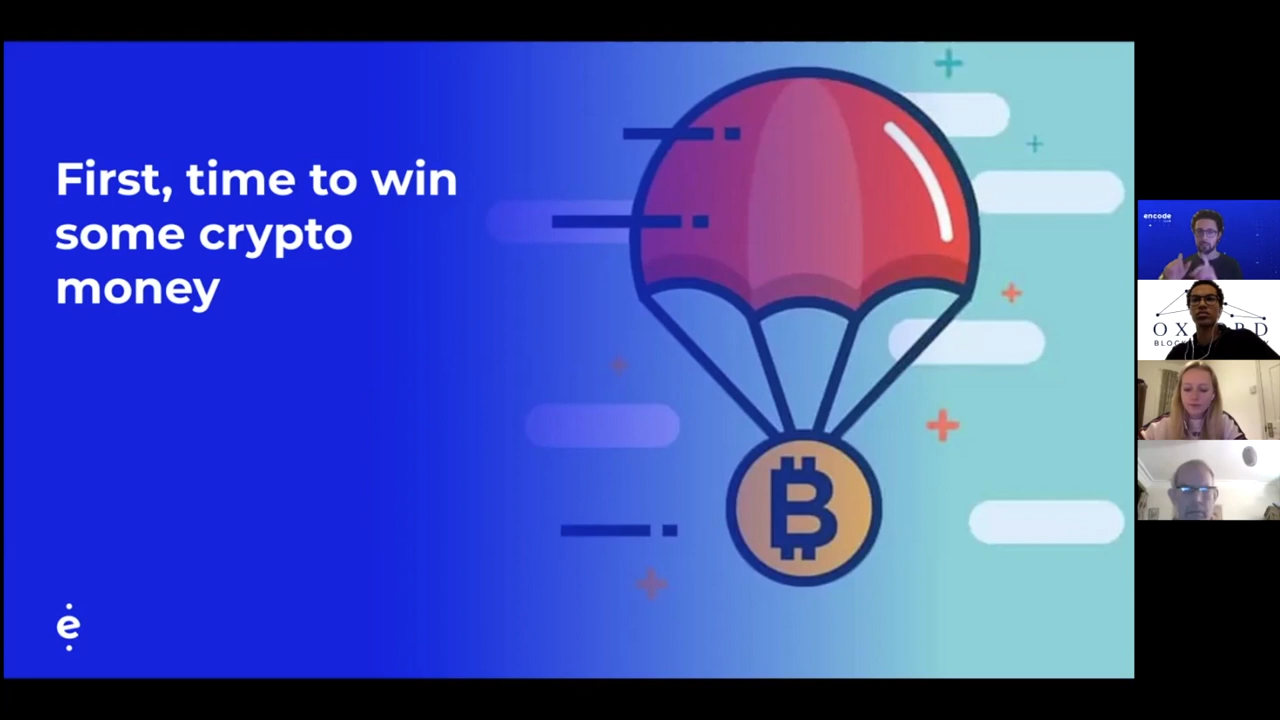 First, time to win
some crypto
money
e
encode